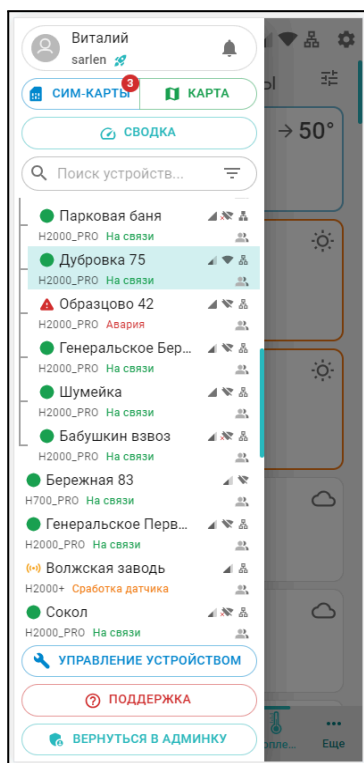 Виталий
sarlen
3
СИМ-КАРТЫ
КАРТА
СВОДКА
Поиск устройств...
Парковая баня
H2000_PRO На связи
Дубровка 75
H2000_PRO На связи
Образцово 42
H2000_PRO Авария
Генеральское Бер...
H2000_PRO На связи
Шумейка
H2000_PRO На связи
Бабушкин взвоз
H2000_PRO На связи
Бережная 83
H700_PRO На связи
Генеральское Перв...
H2000_PRO На связи
Волжская заводь
H2000+ Сработка датчика
Сокол
H2000_PRO На связи
УПРАВЛЕНИЕ УСТРОЙСТВОМ
ПОДДЕРЖКА
ВЕРНУТЬСЯ В АДМИНКУ
→ 50°
Еще